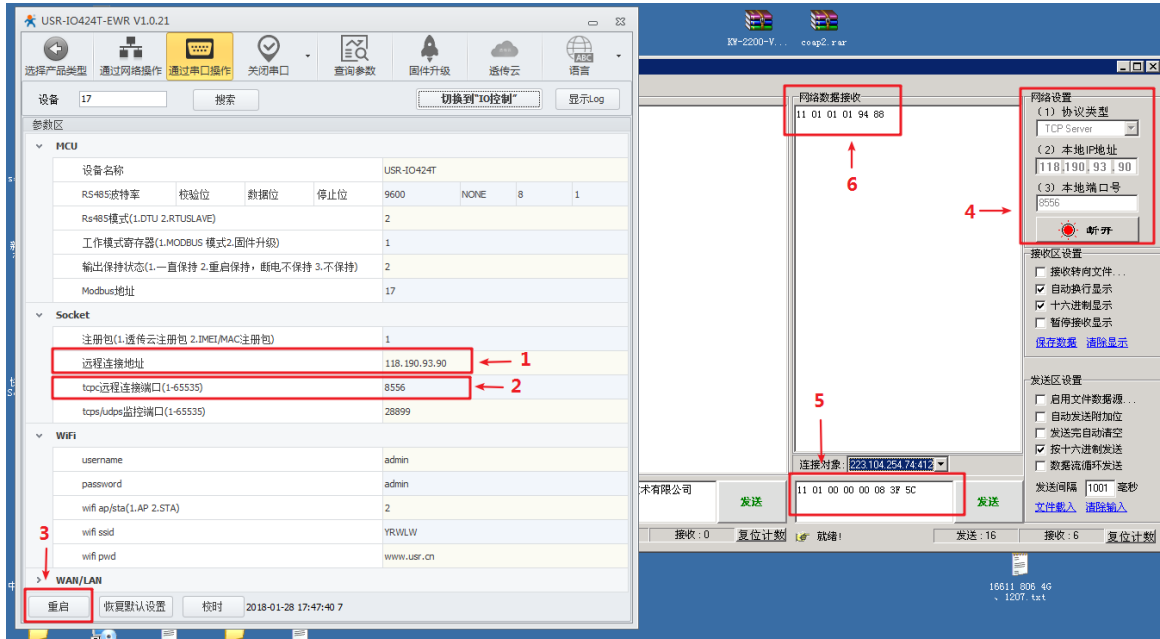 USR-IO424T-EWR V1.0.21
选择产品类型 通过网络操作 通过串口操作 关闭串口 查询参数 固件升级 透传云 语言
ABC
设备 17 搜索 切换到"IO控制" 显示Log
参数区
MCU
设备名称 USR-IO424T
RS485波特率 校验位 数据位 停止位 9600 NONE 8 1
Rs485模式(1.DTU 2.RTUSLAVE) 2
工作模式寄存器(1.MODBUS 模式2.固件升级) 1
输出保持状态(1.一直保持 2.重启保持，断电不保持 3.不保持) 2
Modbus地址 17
Socket
注册包(1.透传云注册包 2.IMEI/MAC注册包) 1
远程连接地址 118.190.93.90 1
tcpc远程连接端口(1-65535) 8556 2
tcps/udps监控端口(1-65535) 28899
WiFi
username admin
password admin
wifi ap/sta(1.AP 2.STA) 2
wifi ssid YRWLW
3
wifi pwd www.usr.cn
WAN/LAN
重启 恢复默认设置 校时 2018-01-28 17:47:40 7
KW-2200-V... coap2.rar
网络数据接收
11 01 01 01 94 88
6
网络设置
(1) 协议类型
TCP Server
(2) 本地IP地址
118.190.93.90
4
(3) 本地端口号
8556
断开
接收区设置
接收转向文件...
自动换行显示
十六进制显示
暂停接收显示
保存数据 清除显示
发送区设置
启用文件数据源...
自动发送附加位
发送完自动清空
按十六进制发送
数据流循环发送
发送间隔 1001 毫秒
文件载入 清除输入
5
连接对象: 223.104.254.74:412
术有限公司 发送 11 01 00 00 00 08 3F 5C 发送
接收:0 复位计数 就绪! 发送:16 接收:6 复位计数
16611 806 4G
、1207.txt